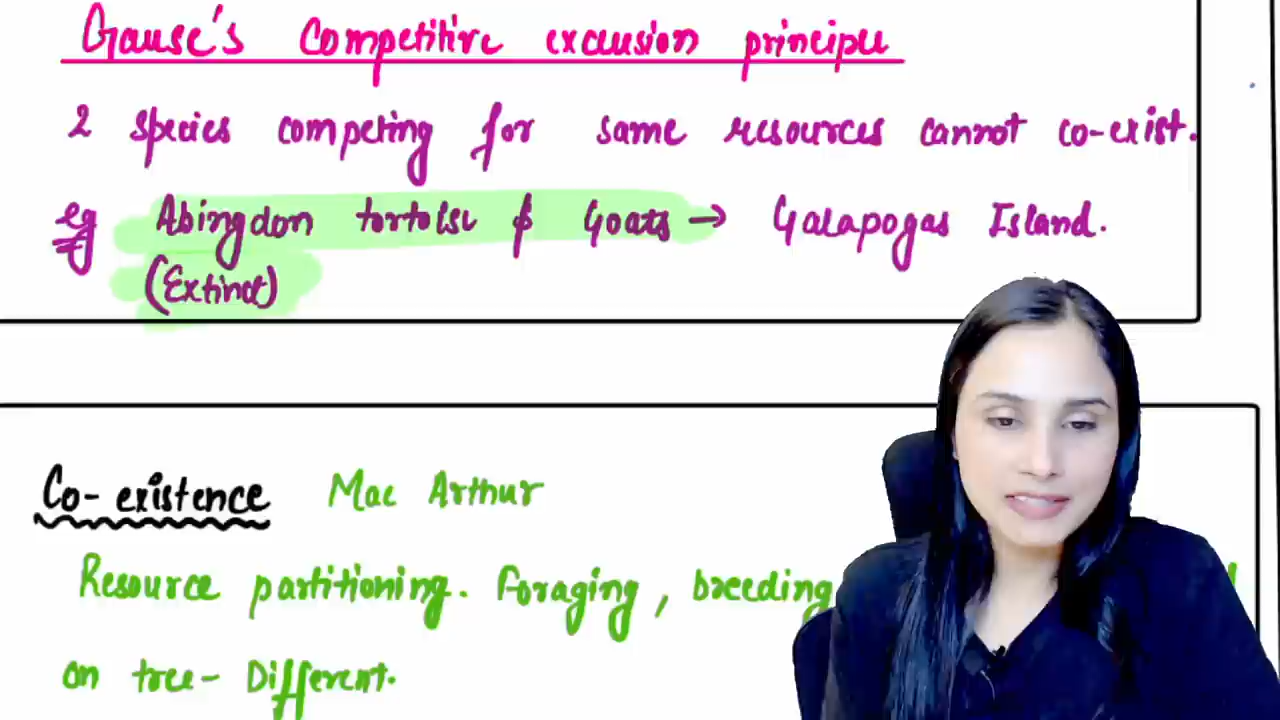 Gause's Competitive excusion principle
2 species competing for same resources cannot co-exist.
eg Abingdon tortoise & Goats → Galapogas Island.
(Extinct)
Co-existence Mac Arthur
Resource partitioning. Foraging, breeding
on tree- Different.